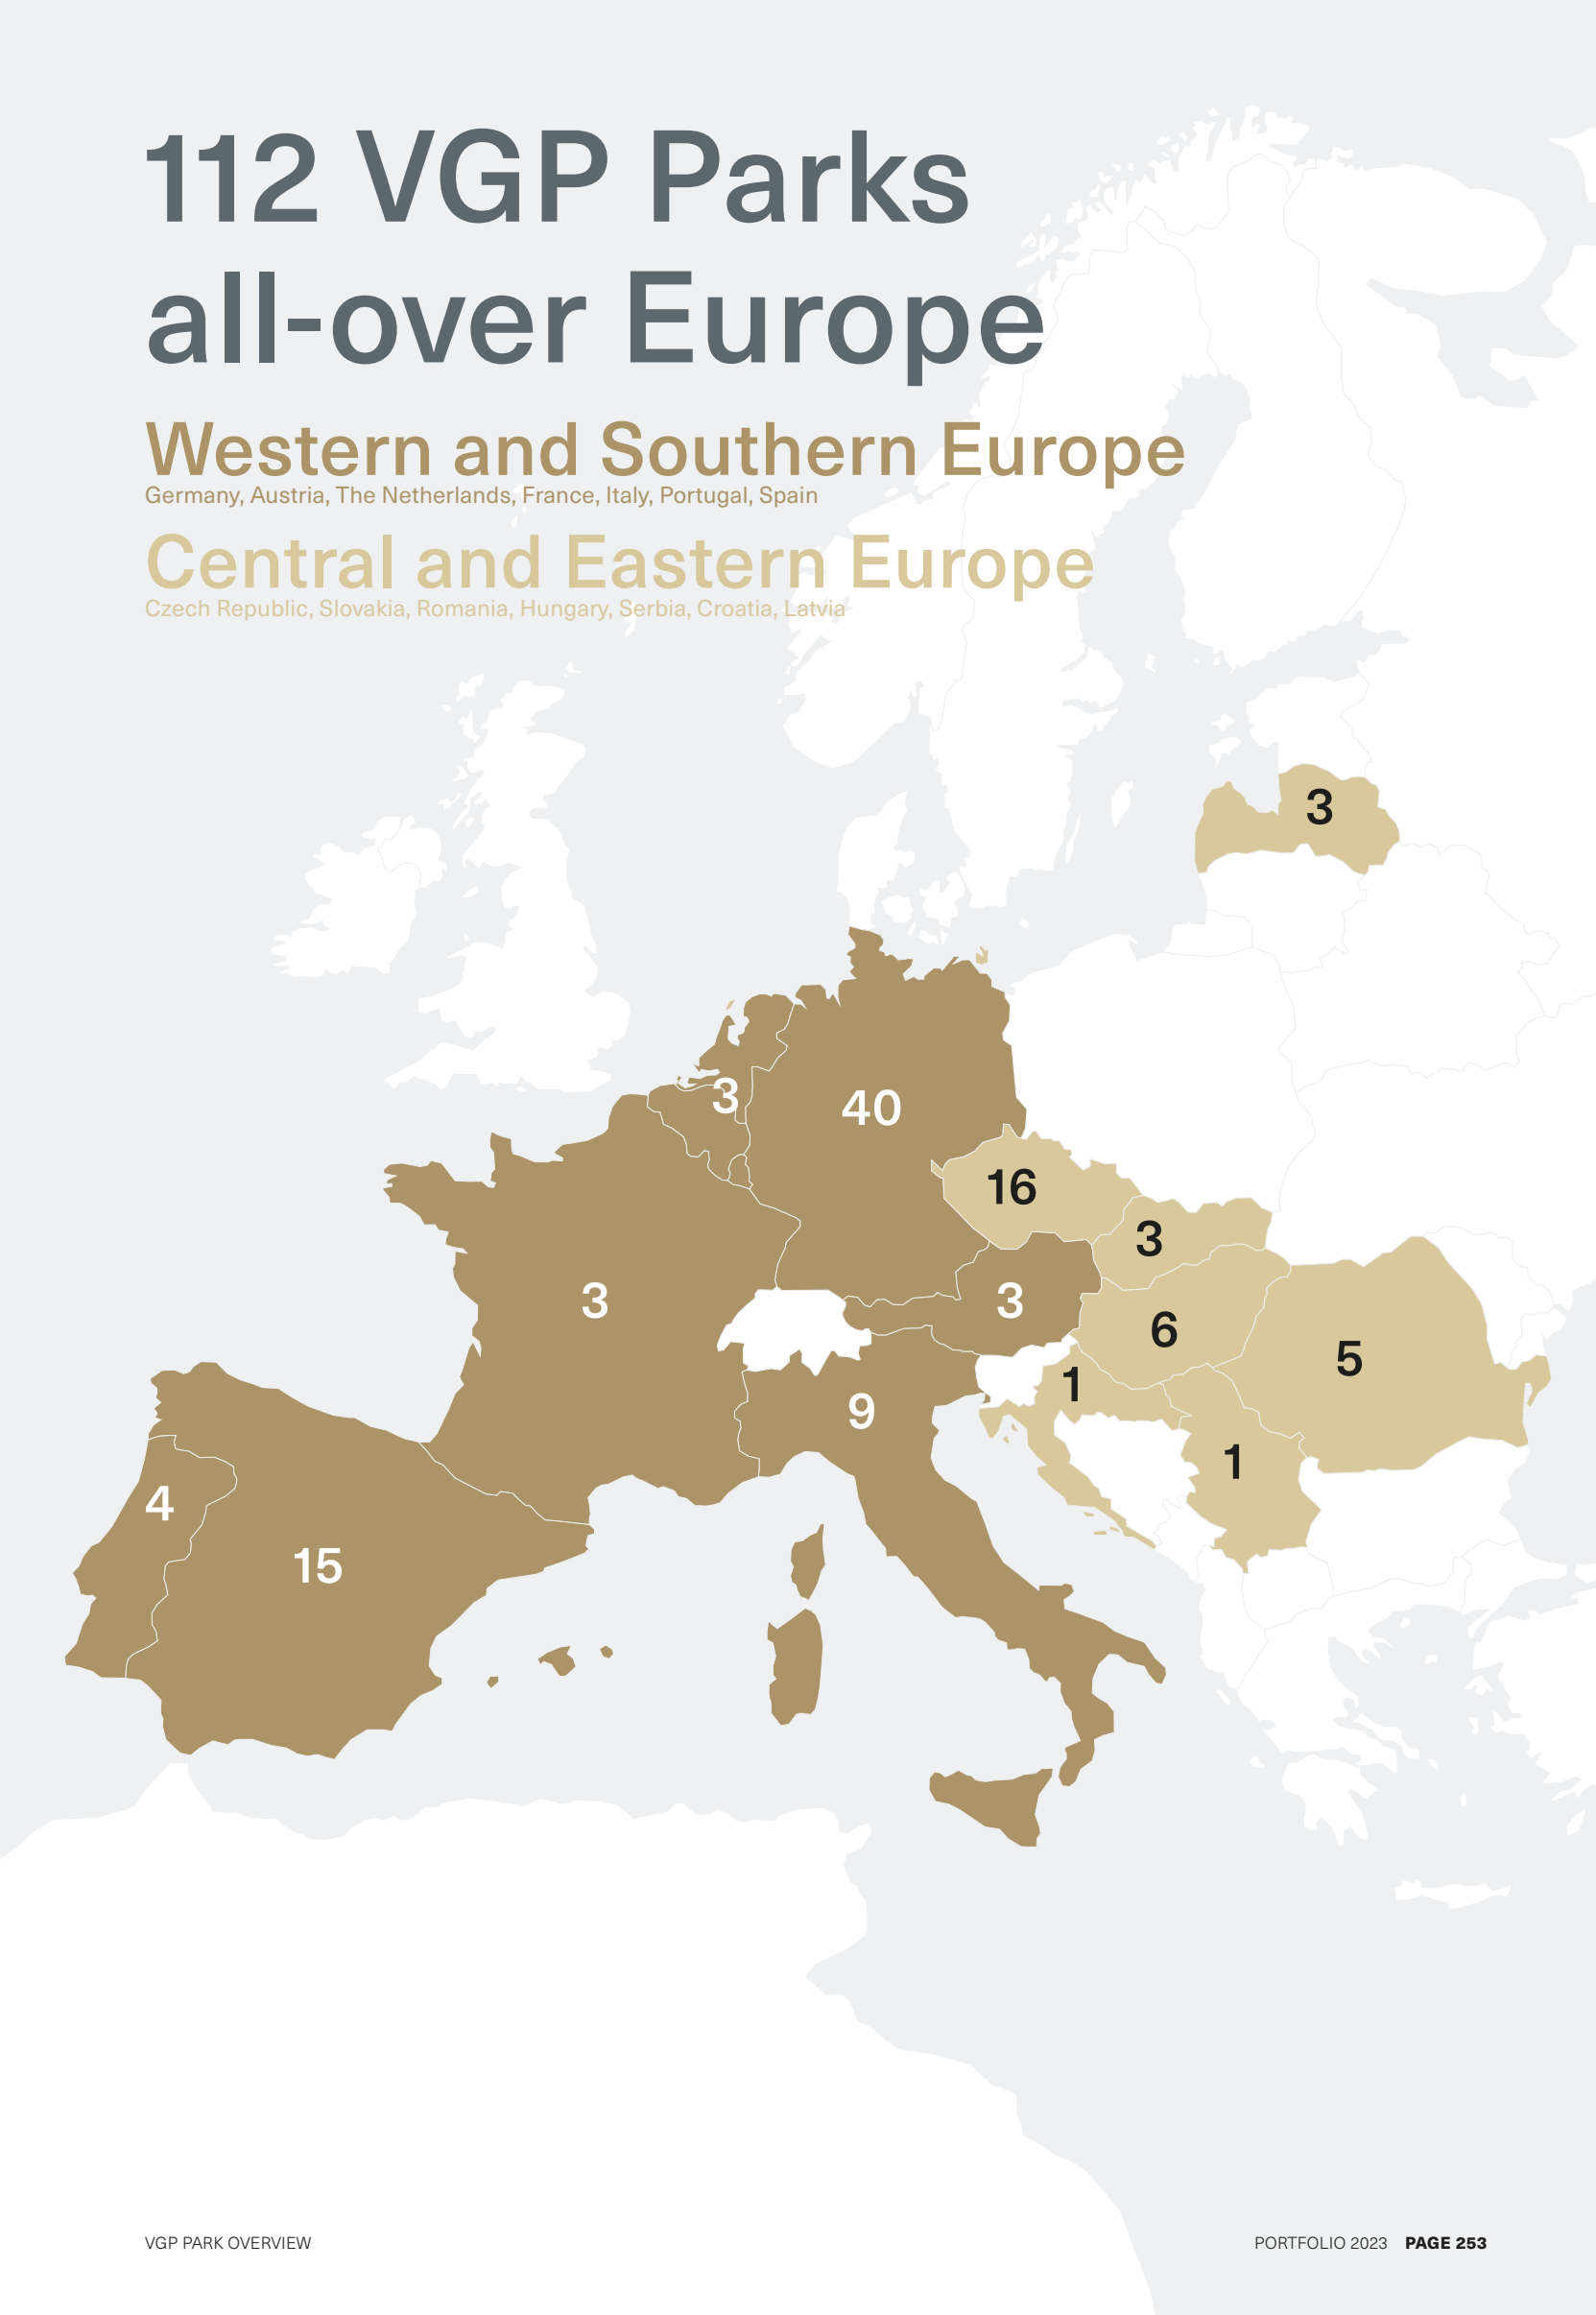 112 VGP Parks
all-over Europe
Western and Southern Europe
Germany, Austria, The Netherlands, France, Italy, Portugal, Spain
Central and Eastern Europe
Czech Republic, Slovakia, Romania, Hungary, Serbia, Croatia, Latvia
3
3
40
16
3
3
3
6
5
1
9
1
4
15
VGP PARK OVERVIEW
PORTFOLIO 2023 PAGE 253